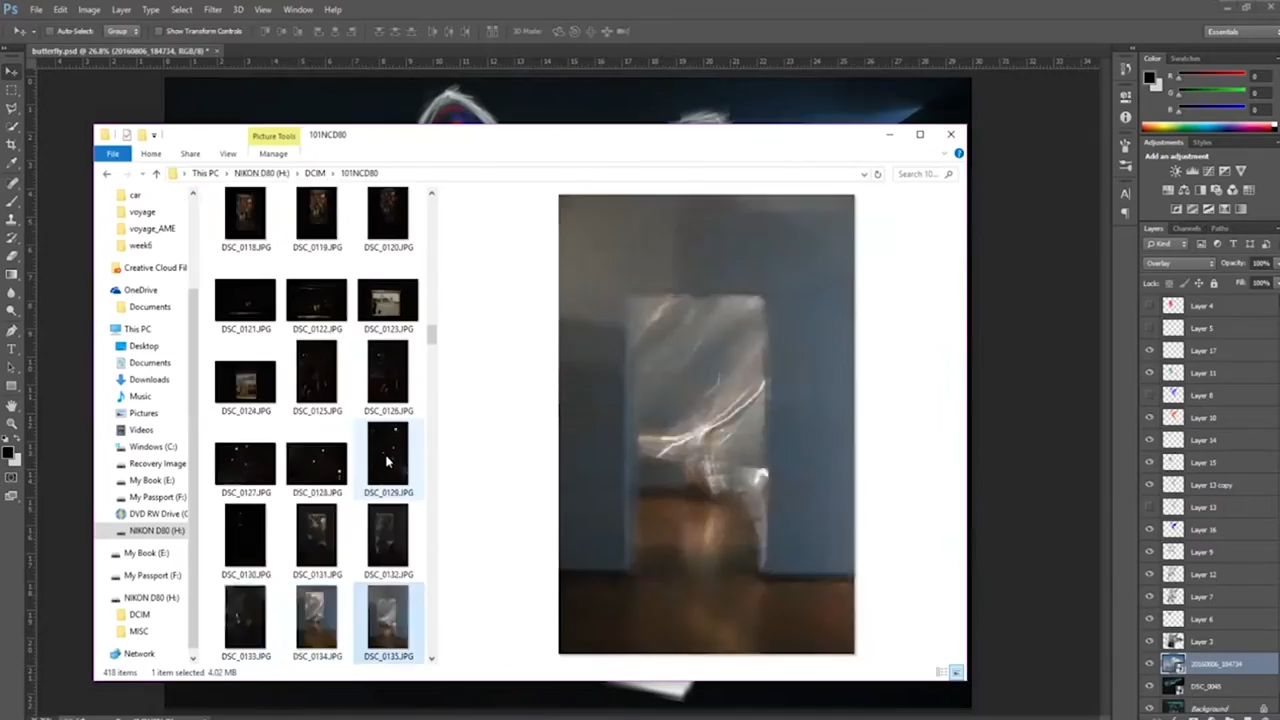 Ps File Edit Image Layer Type Select Filter 3D View Window Help
Auto-Select: Group Show Transform Controls 3D Mode: Essentials
butterfly.psd @ 26.8% (20160806_184734, RGB/8) *
Color Swatches
R 0
G 0
B 0
Adjustments Styles
Add an adjustment
Layers Channels Paths
Kind
Overlay Opacity: 100%
Lock: Fill: 100%
Layer 4
Layer 5
Layer 17
Layer 11
Layer 8
Layer 10
Layer 14
Layer 15
Layer 13 copy
Layer 13
Layer 16
Layer 9
Layer 12
Layer 7
Layer 6
Layer 3
20160806_184734
DSC_0045
Background
Picture Tools 101NCD80
File Home Share View Manage
This PC NIKON D80 (H:) DCIM 101NCD80 Search 10...
car
voyage
voyage_AME
week6
Creative Cloud Fil
OneDrive
Documents
This PC
Desktop
Documents
Downloads
Music
Pictures
Videos
Windows (C:)
Recovery Image
My Book (E:)
My Passport (F:)
DVD RW Drive (C
NIKON D80 (H:)
My Book (E:)
My Passport (F:)
NIKON D80 (H:)
DCIM
MISC
Network
DSC_0118.JPG DSC_0119.JPG DSC_0120.JPG
DSC_0121.JPG DSC_0122.JPG DSC_0123.JPG
DSC_0124.JPG DSC_0125.JPG DSC_0126.JPG
DSC_0127.JPG DSC_0128.JPG DSC_0129.JPG
DSC_0130.JPG DSC_0131.JPG DSC_0132.JPG
DSC_0133.JPG DSC_0134.JPG DSC_0135.JPG
418 items 1 item selected 4.02 MB